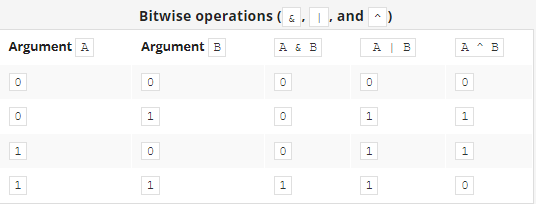 Bitwise operations ( & , | , and ^ )
Argument A Argument B A & B A | B A ^ B
0 0 0 0 0
0 1 0 1 1
1 0 0 1 1
1 1 1 1 0